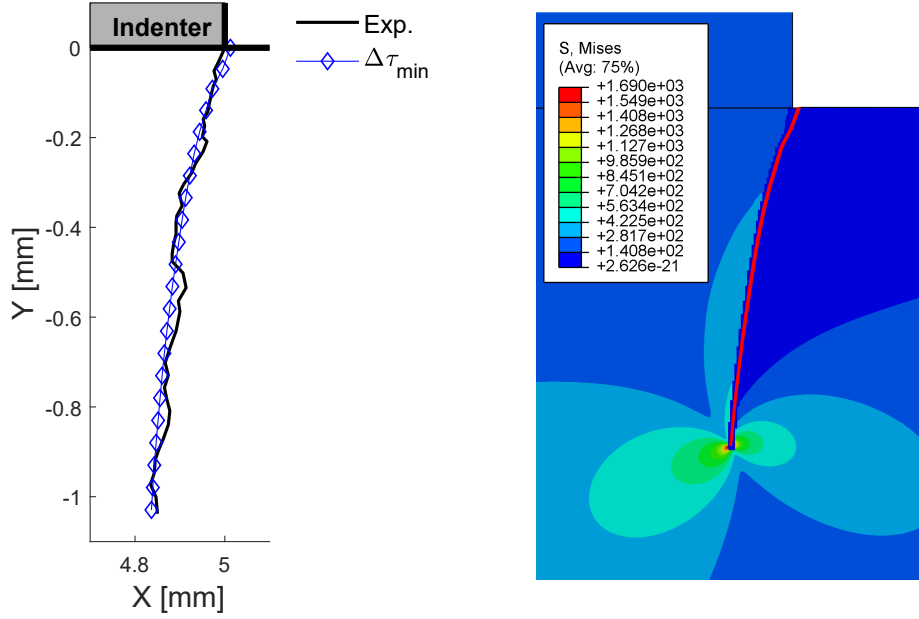 Indenter
Exp.
Δτmin
0
-0.2
-0.4
-0.6
-0.8
-1
4.8
5
Y [mm]
X [mm]
S, Mises
(Avg: 75%)
+1.690e+03
+1.549e+03
+1.408e+03
+1.268e+03
+1.127e+03
+9.859e+02
+8.451e+02
+7.042e+02
+5.634e+02
+4.225e+02
+2.817e+02
+1.408e+02
+2.626e-21